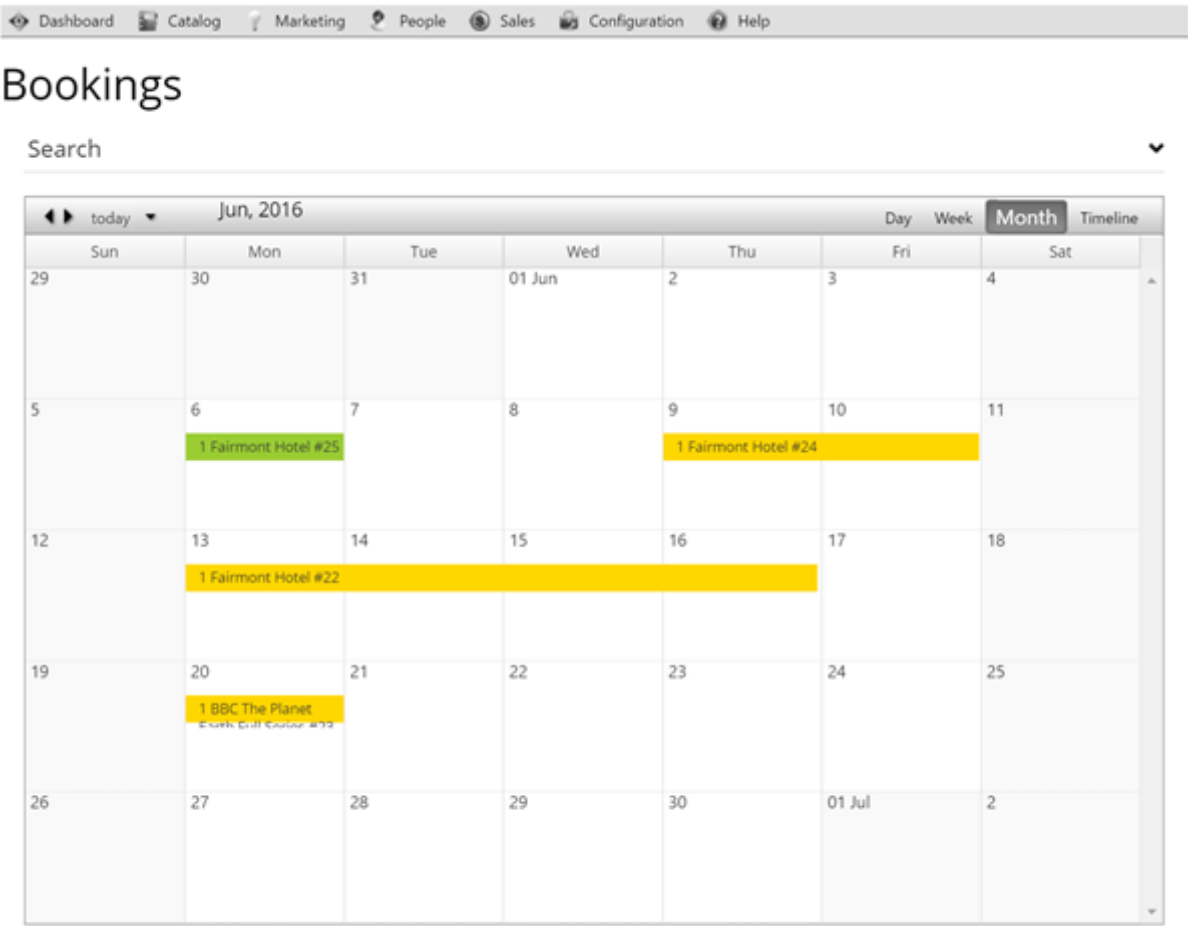 Dashboard Catalog Marketing People Sales Configuration Help
Bookings
Search
today Jun, 2016 Day Week Month Timeline
Sun Mon Tue Wed Thu Fri Sat
29 30 31 01 Jun 2 3 4
5 6 7 8 9 10 11
1 Fairmont Hotel #25 1 Fairmont Hotel #24
12 13 14 15 16 17 18
1 Fairmont Hotel #22
19 20 21 22 23 24 25
1 BBC The Planet
Earth Full Series #23
26 27 28 29 30 01 Jul 2